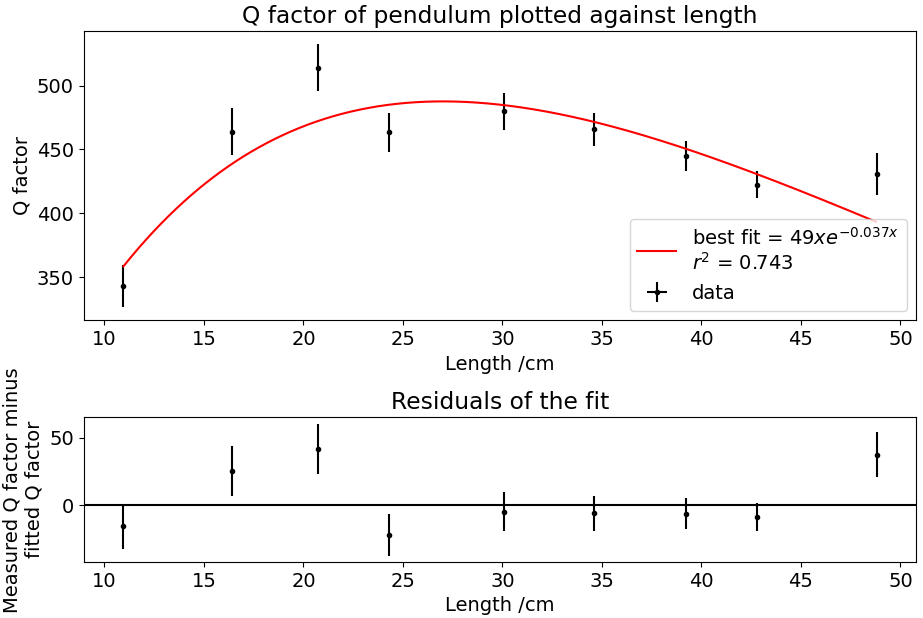 Q factor of pendulum plotted against length
500
450
400
350
Q factor
best fit = 49xe^{−0.037x}
r² = 0.743
data
10 15 20 25 30 35 40 45 50
Length /cm
Residuals of the fit
Measured Q factor minus
fitted Q factor
50
0
10 15 20 25 30 35 40 45 50
Length /cm